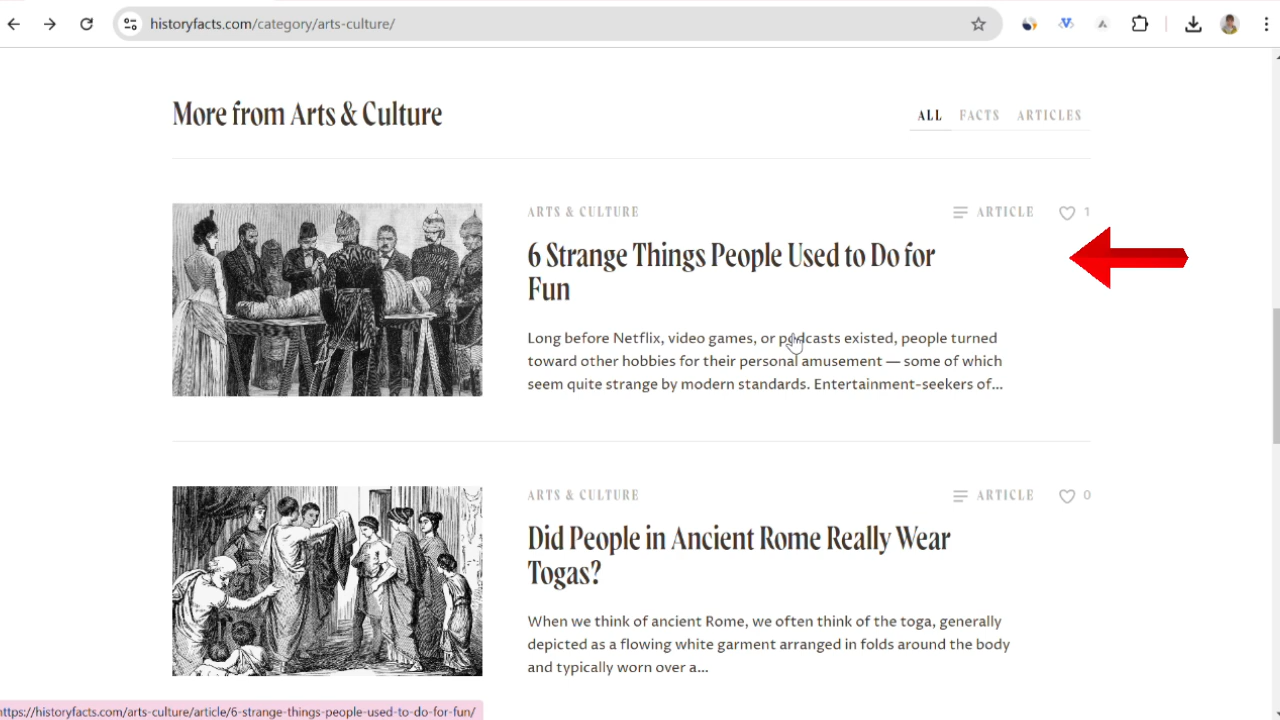 historyfacts.com/category/arts-culture/
More from Arts & Culture
ALL FACTS ARTICLES
ARTS & CULTURE ARTICLE 1
6 Strange Things People Used to Do for
Fun
Long before Netflix, video games, or podcasts existed, people turned
toward other hobbies for their personal amusement — some of which
seem quite strange by modern standards. Entertainment-seekers of...
ARTS & CULTURE ARTICLE 0
Did People in Ancient Rome Really Wear
Togas?
When we think of ancient Rome, we often think of the toga, generally
depicted as a flowing white garment arranged in folds around the body
and typically worn over a...
ttps://historyfacts.com/arts-culture/article/6-strange-things-people-used-to-do-for-fun/